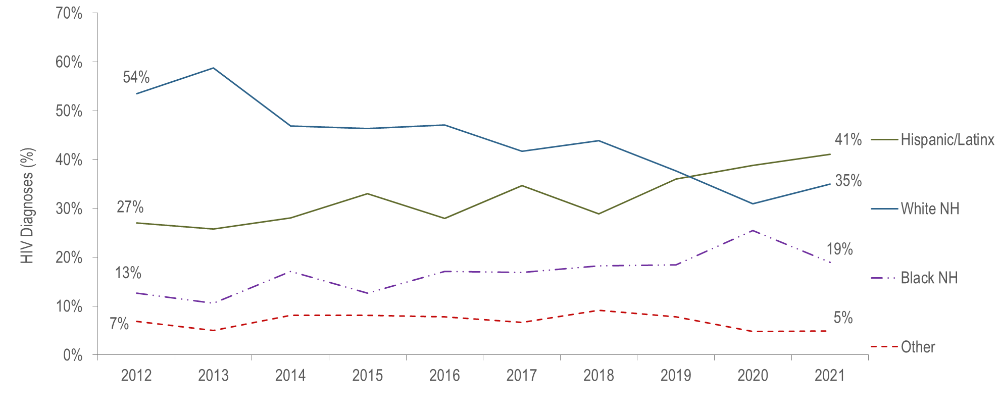 70%
60%
50%
40%
30%
20%
10%
0%
HIV Diagnoses (%)
54%
27%
13%
7%
41%
35%
19%
5%
Hispanic/Latinx
White NH
Black NH
Other
2012 2013 2014 2015 2016 2017 2018 2019 2020 2021